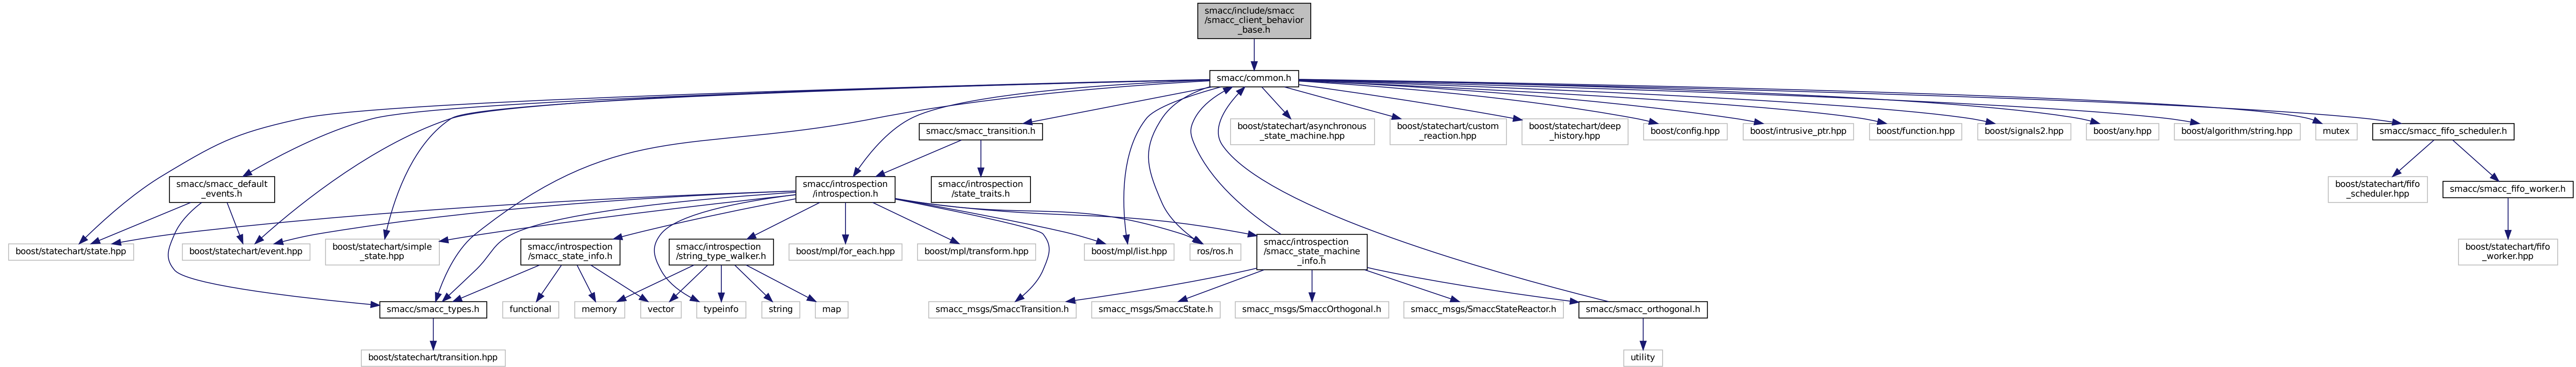 smacc/include/smacc
/smacc_client_behavior
_base.h
smacc/common.h
smacc/smacc_transition.h
boost/statechart/asynchronous
_state_machine.hpp
boost/statechart/custom
_reaction.hpp
boost/statechart/deep
_history.hpp
boost/config.hpp
boost/intrusive_ptr.hpp
boost/function.hpp
boost/signals2.hpp
boost/any.hpp
boost/algorithm/string.hpp
mutex
smacc/smacc_fifo_scheduler.h
smacc/smacc_default
_events.h
smacc/introspection
/introspection.h
smacc/introspection
/state_traits.h
boost/statechart/fifo
_scheduler.hpp
smacc/smacc_fifo_worker.h
boost/statechart/state.hpp
boost/statechart/event.hpp
boost/statechart/simple
_state.hpp
smacc/introspection
/smacc_state_info.h
smacc/introspection
/string_type_walker.h
boost/mpl/for_each.hpp
boost/mpl/transform.hpp
boost/mpl/list.hpp
ros/ros.h
smacc/introspection
/smacc_state_machine
_info.h
boost/statechart/fifo
_worker.hpp
smacc/smacc_types.h
functional
memory
vector
typeinfo
string
map
smacc_msgs/SmaccTransition.h
smacc_msgs/SmaccState.h
smacc_msgs/SmaccOrthogonal.h
smacc_msgs/SmaccStateReactor.h
smacc/smacc_orthogonal.h
boost/statechart/transition.hpp
utility